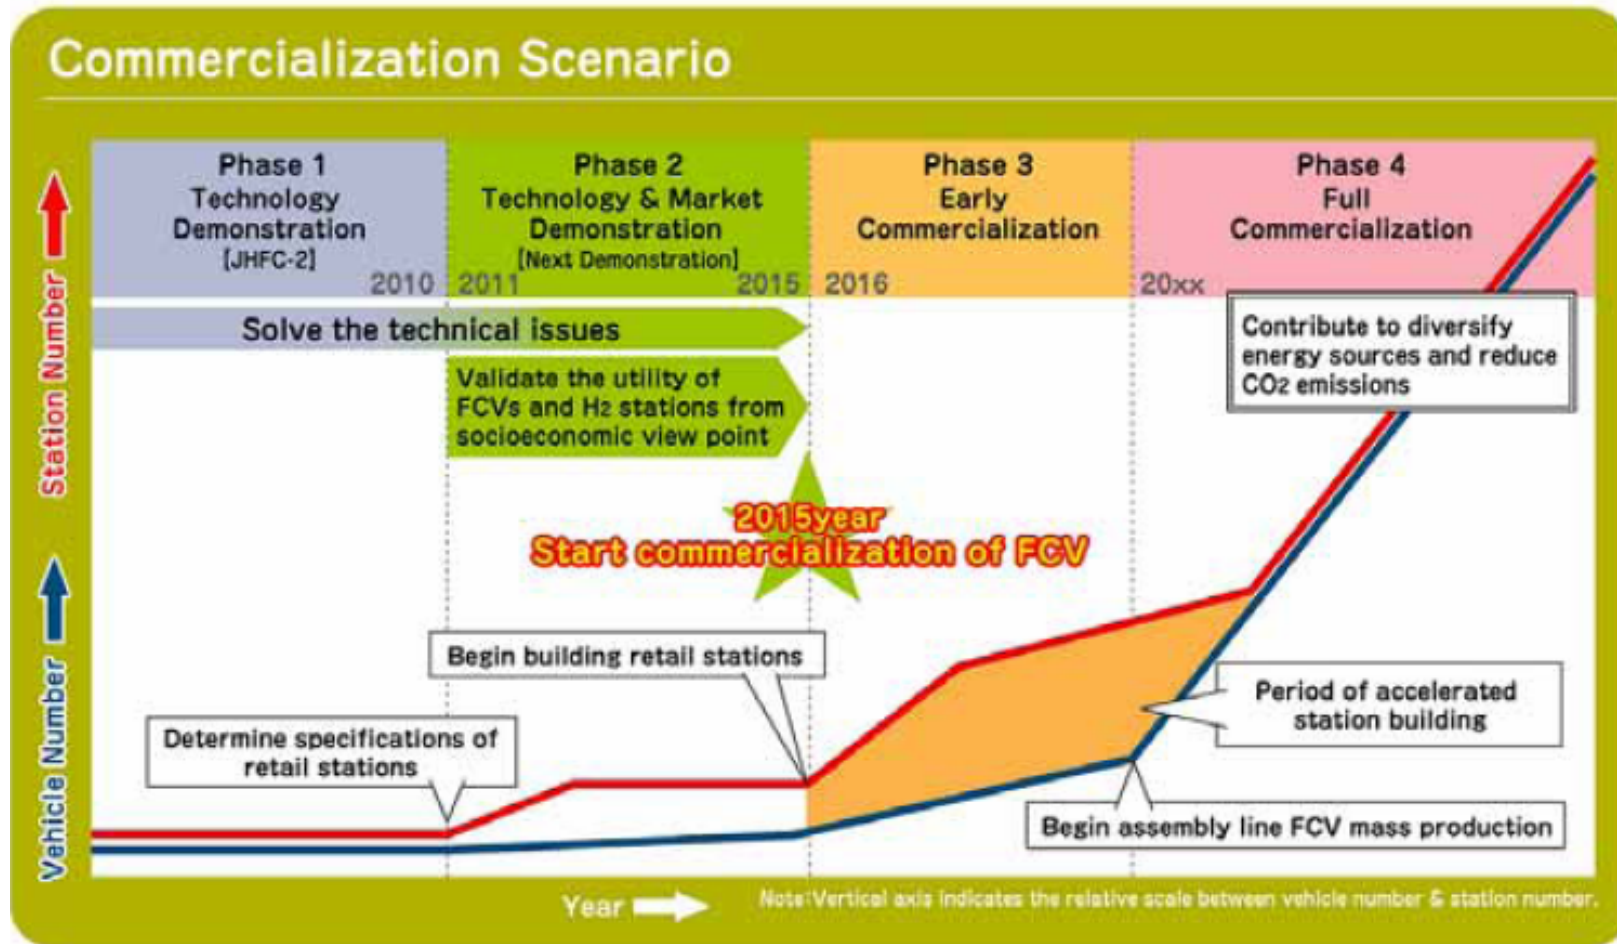 Commercialization Scenario
Phase 1
Technology
Demonstration
[JHFC-2]
2010
Phase 2
Technology & Market
Demonstration
[Next Demonstration]
2011
2015
Phase 3
Early
Commercialization
2016
Phase 4
Full
Commercialization
20xx
Station Number
Vehicle Number
Solve the technical issues
Validate the utility of
FCVs and H2 stations from
socioeconomic view point
Contribute to diversify
energy sources and reduce
CO2 emissions
2015year
Start commercialization of FCV
Begin building retail stations
Determine specifications of
retail stations
Period of accelerated
station building
Begin assembly line FCV mass production
Year
Note:Vertical axis indicates the relative scale between vehicle number & station number.